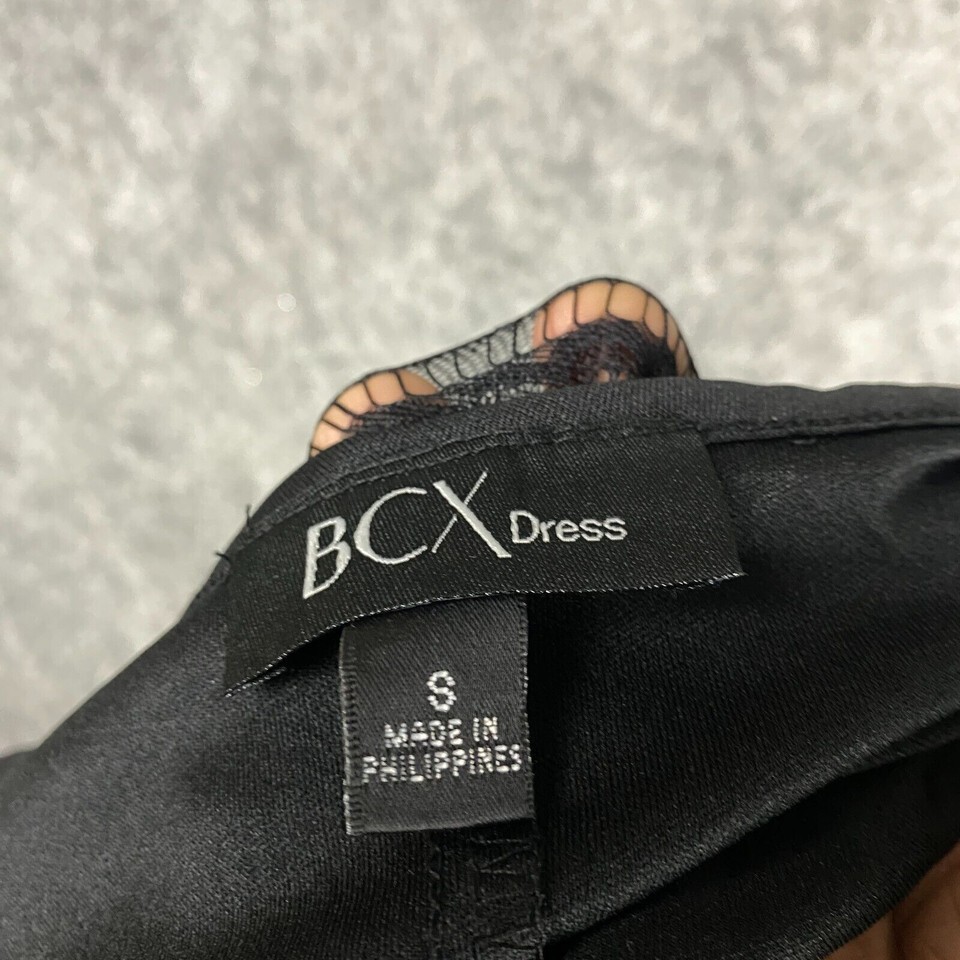 BCX Dress
S
MADE IN
PHILIPPINES